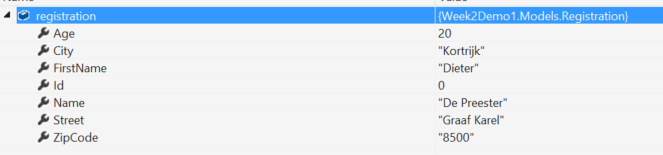 registration {Week2Demo1.Models.Registration}
Age 20
City "Kortrijk"
FirstName "Dieter"
Id 0
Name "De Preester"
Street "Graaf Karel"
ZipCode "8500"